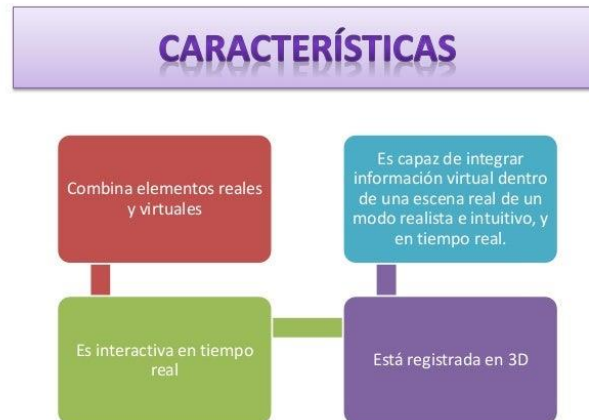 CARACTERÍSTICAS
Combina elementos reales
y virtuales
Es interactiva en tiempo
real
Está registrada en 3D
Es capaz de integrar
información virtual dentro
de una escena real de un
modo realista e intuitivo, y
en tiempo real.